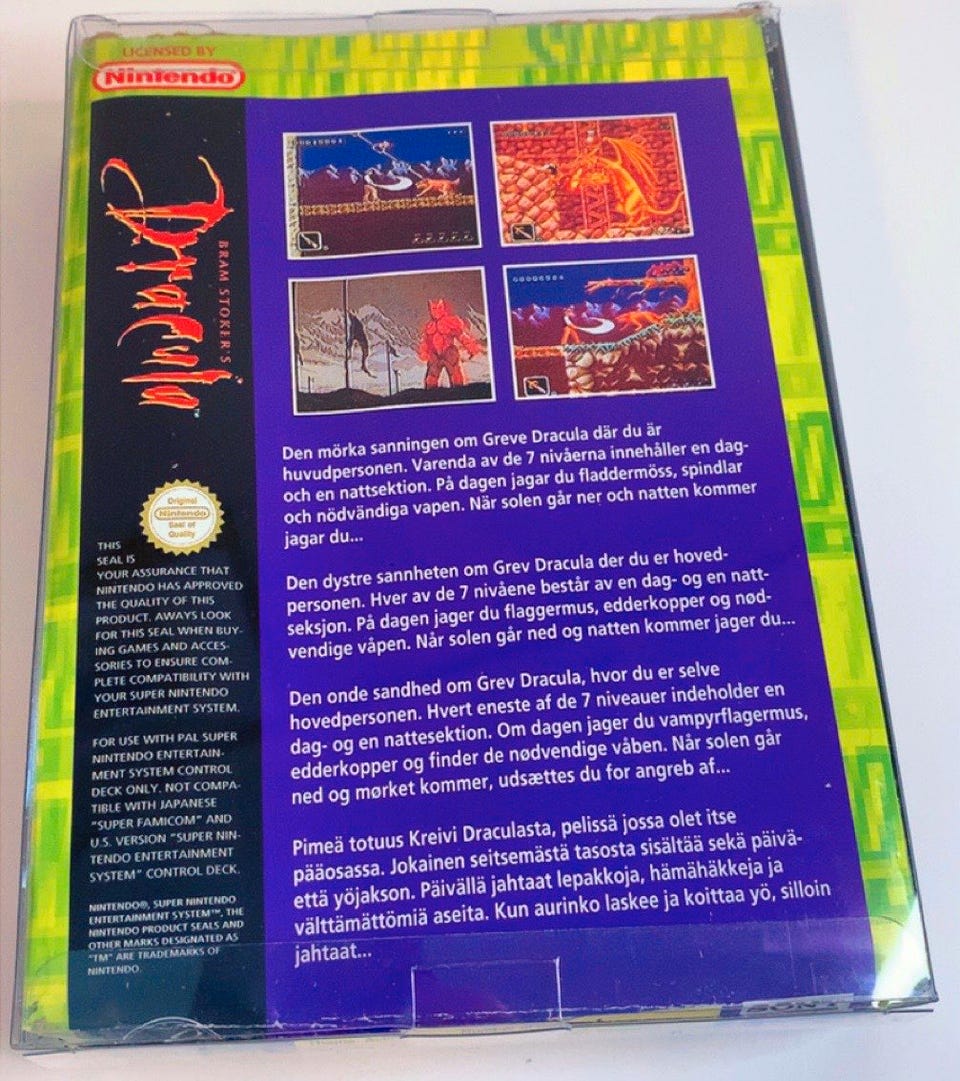 LICENSED BY
Nintendo
BRAM STOKER'S
Dracula™
Original
Nintendo
Seal of
Quality
THIS
SEAL IS
YOUR ASSURANCE THAT
NINTENDO HAS APPROVED
THE QUALITY OF THIS
PRODUCT. AWAYS LOOK
FOR THIS SEAL WHEN BUY-
ING GAMES AND ACCES-
SORIES TO ENSURE COM-
PLETE COMPATIBILITY WITH
YOUR SUPER NINTENDO
ENTERTAINMENT SYSTEM.
FOR USE WITH PAL SUPER
NINTENDO ENTERTAIN-
MENT SYSTEM CONTROL
DECK ONLY. NOT COMPA-
TIBLE WITH JAPANESE
"SUPER FAMICOM" AND
U.S. VERSION "SUPER NIN-
TENDO ENTERTAINMENT
SYSTEM" CONTROL DECK.
NINTENDO®, SUPER NINTENDO
ENTERTAINMENT SYSTEM™, THE
NINTENDO PRODUCT SEALS AND
OTHER MARKS DESIGNATED AS
"TM" ARE TRADEMARKS OF
NINTENDO.
Den mörka sanningen om Greve Dracula där du är
huvudpersonen. Varenda av de 7 nivåerna innehåller en dag-
och en nattsektion. På dagen jagar du fladdermöss, spindlar
och nödvändiga vapen. När solen går ner och natten kommer
jagar du...
Den dystre sannheten om Grev Dracula der du er hoved-
personen. Hver av de 7 nivåene består av en dag- og en natt-
seksjon. På dagen jager du flaggermus, edderkopper og nød-
vendige våpen. Når solen går ned og natten kommer jager du...
Den onde sandhed om Grev Dracula, hvor du er selve
hovedpersonen. Hvert eneste af de 7 niveauer indeholder en
dag- og en nattesektion. Om dagen jager du vampyrflagermus,
edderkopper og finder de nødvendige våben. Når solen går
ned og mørket kommer, udsættes du for angreb af...
Pimeä totuus Kreivi Draculasta, pelissä jossa olet itse
pääosassa. Jokainen seitsemästä tasosta sisältää sekä päivä-
että yöjakson. Päivällä jahtaat lepakkoja, hämähäkkeja ja
välttämättömiä aseita. Kun aurinko laskee ja koittaa yö, silloin
jahtaat...